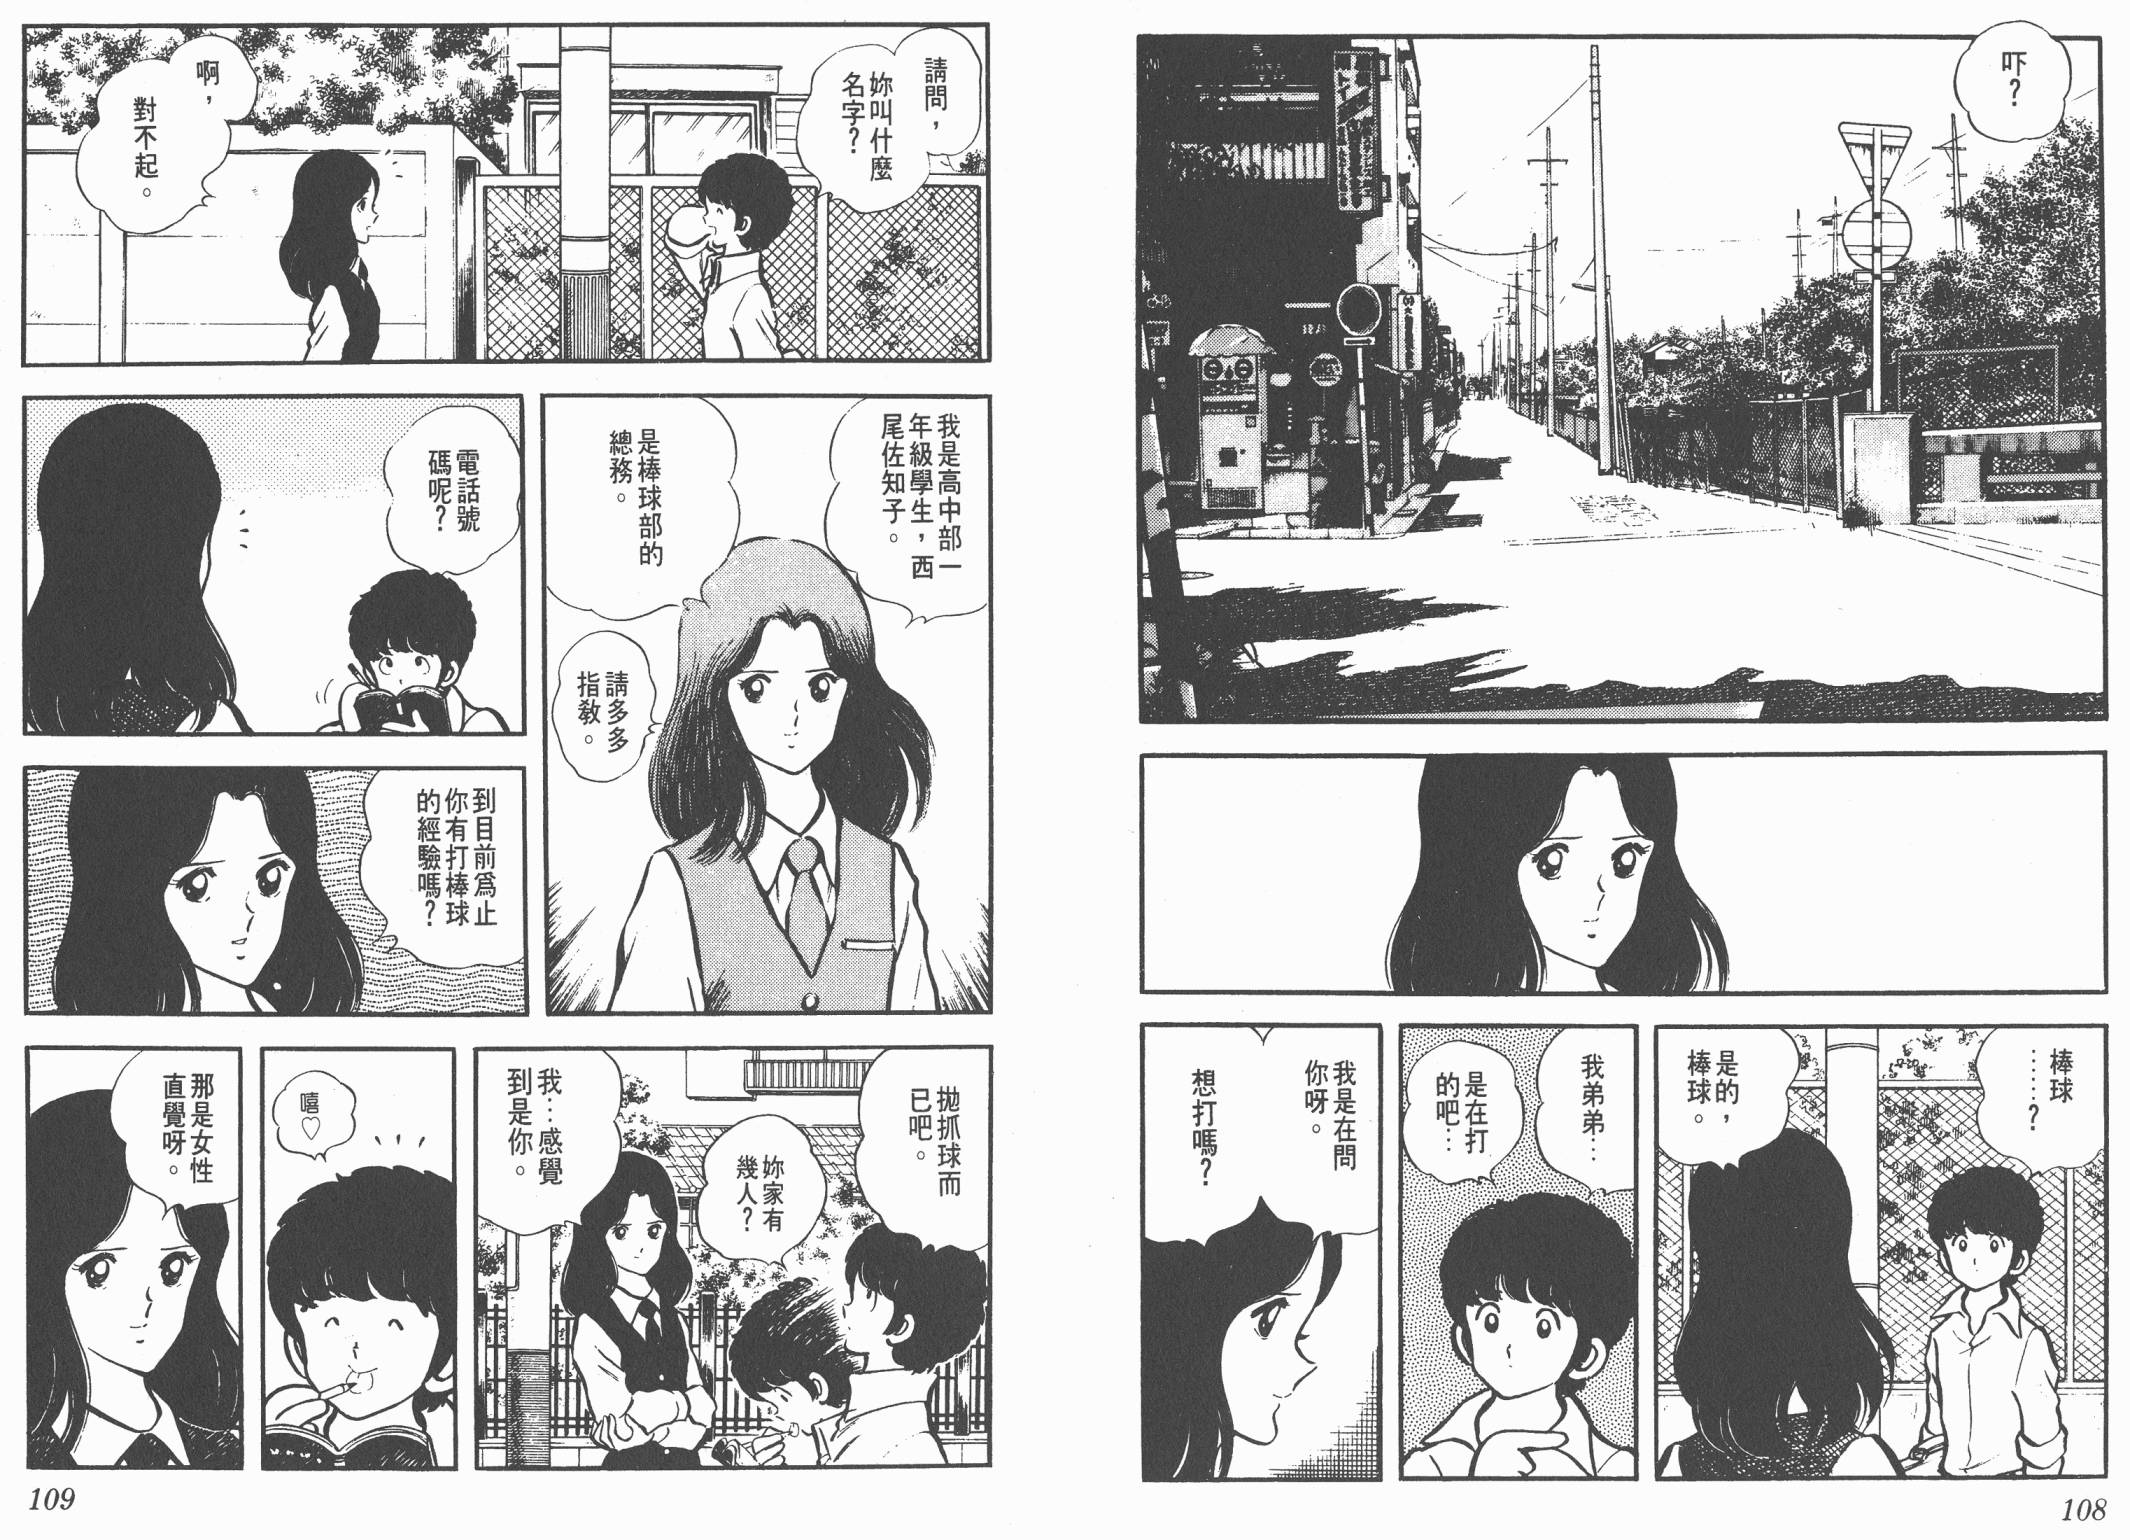 吓?
棒球
……?
是的,
棒球。
我弟弟…
是在打
的吧…
我是在問
你呀。
想打嗎?
108
請問,
妳叫什麼
名字?
啊,
對不起。
我是高中部一
年級學生,西
尾佐知子。
是棒球部的
總務。
請多多
指教。
電話號
碼呢?
到目前爲止
你有打棒球
的經驗嗎?
拋抓球而
已吧。
妳家有
幾人?
我…感覺
到是你。
嘻♡
那是女性
直覺呀。
109